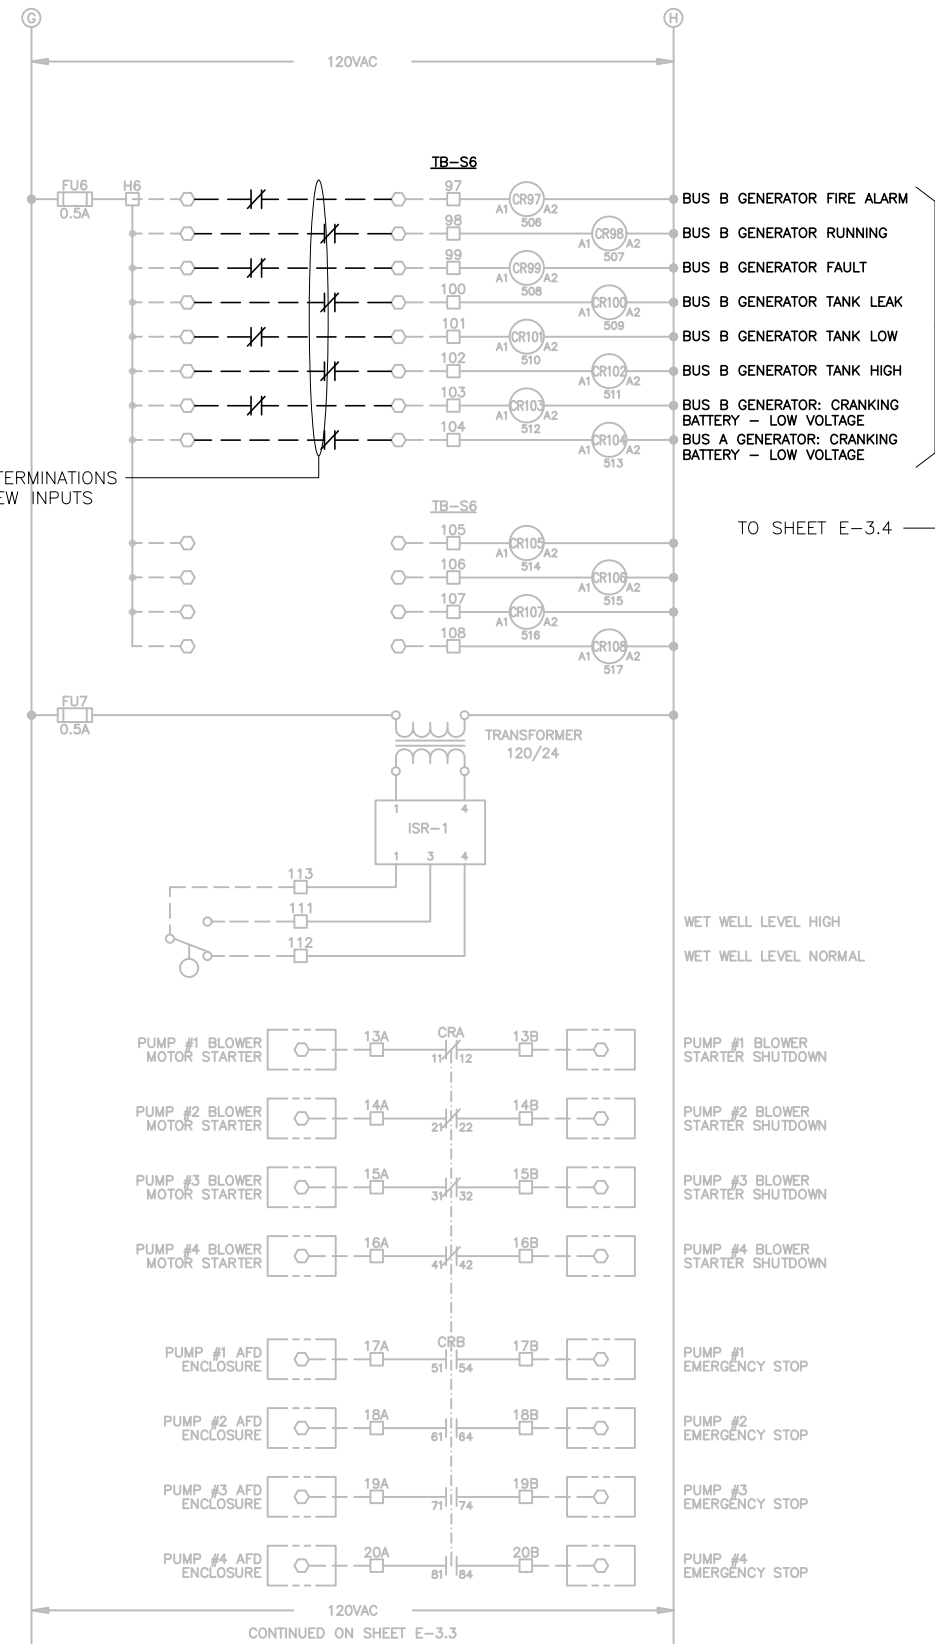 G H
120VAC
TB-S6
FU6 H6 97 CR97 BUS B GENERATOR FIRE ALARM
0.5A A1 A2
506
98 CR98 BUS B GENERATOR RUNNING
A1 A2
507
99 CR99 BUS B GENERATOR FAULT
A1 A2
508
100 CR100 BUS B GENERATOR TANK LEAK
A1 A2
509
101 CR101 BUS B GENERATOR TANK LOW
A1 A2
510
102 CR102 BUS B GENERATOR TANK HIGH
A1 A2
511
103 CR103 BUS B GENERATOR: CRANKING
A1 A2 BATTERY – LOW VOLTAGE
512
104 CR104 BUS A GENERATOR: CRANKING
A1 A2 BATTERY – LOW VOLTAGE
513
TERMINATIONS
EW INPUTS
TB-S6
TO SHEET E-3.4
105 CR105
A1 A2
514
106 CR106
A1 A2
515
107 CR107
A1 A2
516
108 CR108
A1 A2
517
FU7
0.5A
TRANSFORMER
120/24
1 4
ISR-1
1 3 4
113
111 WET WELL LEVEL HIGH
112 WET WELL LEVEL NORMAL
PUMP #1 BLOWER 13A CRA 13B PUMP #1 BLOWER
MOTOR STARTER 11 12 STARTER SHUTDOWN
PUMP #2 BLOWER 14A 14B PUMP #2 BLOWER
MOTOR STARTER 21 22 STARTER SHUTDOWN
PUMP #3 BLOWER 15A 15B PUMP #3 BLOWER
MOTOR STARTER 31 32 STARTER SHUTDOWN
PUMP #4 BLOWER 16A 16B PUMP #4 BLOWER
MOTOR STARTER 41 42 STARTER SHUTDOWN
PUMP #1 AFD 17A CRB 17B PUMP #1
ENCLOSURE 51 54 EMERGENCY STOP
PUMP #2 AFD 18A 18B PUMP #2
ENCLOSURE 61 64 EMERGENCY STOP
PUMP #3 AFD 19A 19B PUMP #3
ENCLOSURE 71 74 EMERGENCY STOP
PUMP #4 AFD 20A 20B PUMP #4
ENCLOSURE 81 84 EMERGENCY STOP
120VAC
CONTINUED ON SHEET E-3.3